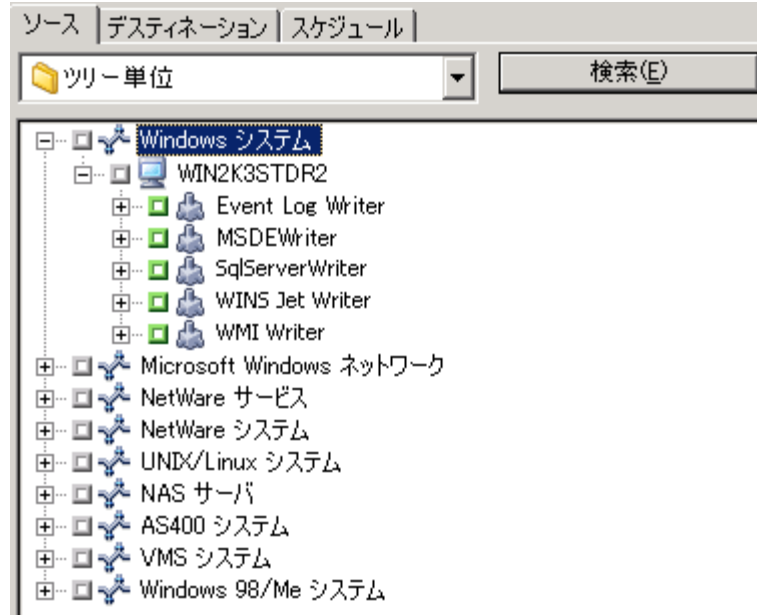 ソース デスティネーション スケジュール
ツリー単位 検索(E)
Windows システム
WIN2K3STDR2
Event Log Writer
MSDEWriter
SqlServerWriter
WINS Jet Writer
WMI Writer
Microsoft Windows ネットワーク
NetWare サービス
NetWare システム
UNIX/Linux システム
NAS サーバ
AS400 システム
VMS システム
Windows 98/Me システム